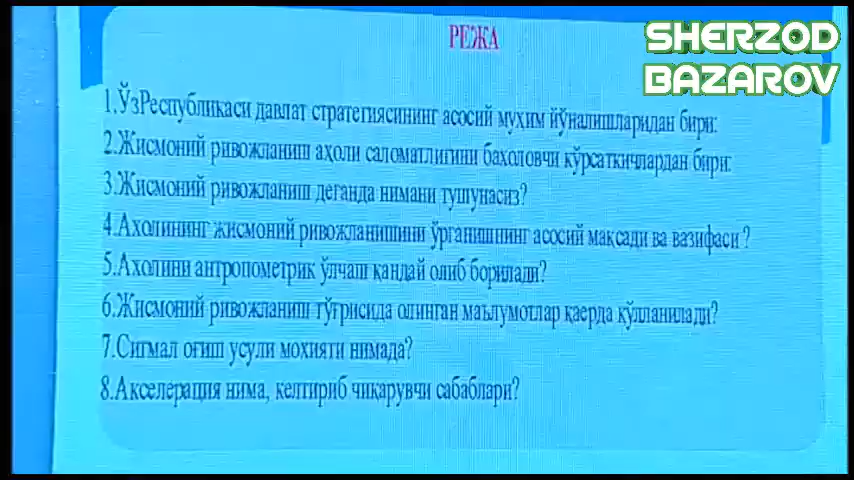 РЕЖА
SHERZOD
BAZAROV
1.ЎзРеспубликаси давлат стратегиясининг асосий муҳим йўналишларидан бири:
2.Жисмоний ривожланиш аҳоли саломатлигини баҳоловчи кўрсаткичлардан бири:
3.Жисмоний ривожланиш деганда нимани тушунасиз?
4.Ахолининг жисмоний ривожланишини ўрганишнинг асосий мақсади ва вазифаси ?
5.Ахолини антропометрик ўлчаш қандай олиб борилади?
6.Жисмоний ривожланиш тўғрисида олинган маълумотлар қаерда қўлланилади?
7.Сигмал оғиш усули мохияти нимада?
8.Акселерация нима, келтириб чиқарувчи сабаблари?